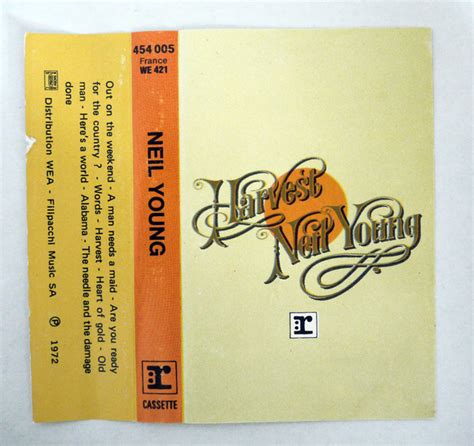 Out on the weekend - A man needs a maid - Are you ready
for the country ? - Words - Harvest - Heart of gold - Old
man - Here's a world - Alabama - The needle and the damage
done
Distribution WEA - Filipacchi Music SA
P 1972
454 005
France
WE 421
NEIL YOUNG
r
CASSETTE
Harvest
Neil Young
r